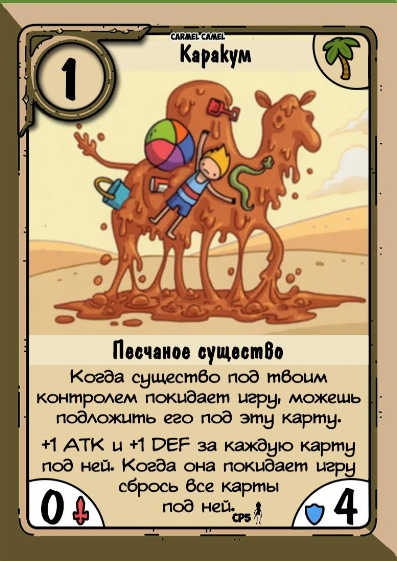 CARMEL CAMEL
Каракум
1
Песчаное существо
Когда существо под твоим
контролем покидает игру, можешь
подложить его под эту карту.
+1 ATK и +1 DEF за каждую карту
под ней. Когда она покидает игру
сбрось все карты
под ней.
CP5
0
4